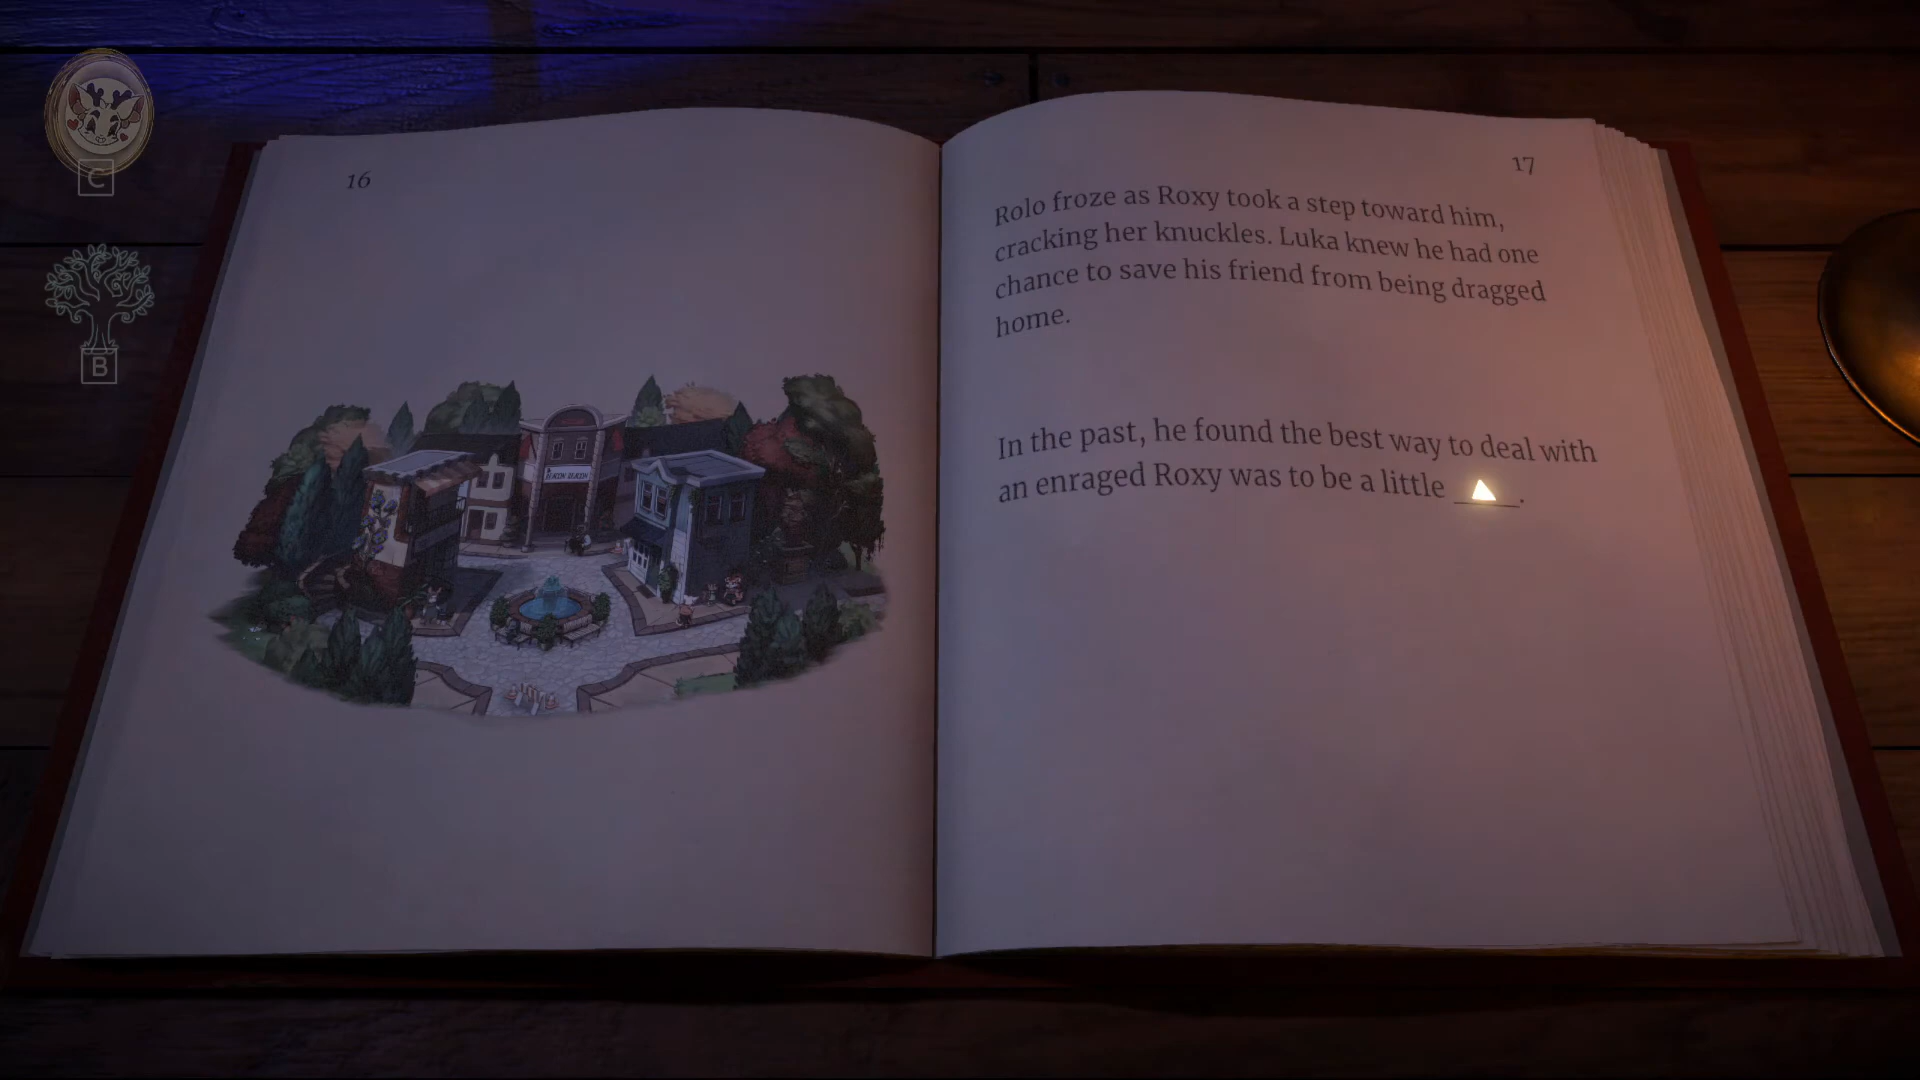 C
B
16
17
Rolo froze as Roxy took a step toward him,
cracking her knuckles. Luka knew he had one
chance to save his friend from being dragged
home.
In the past, he found the best way to deal with
an enraged Roxy was to be a little ____.